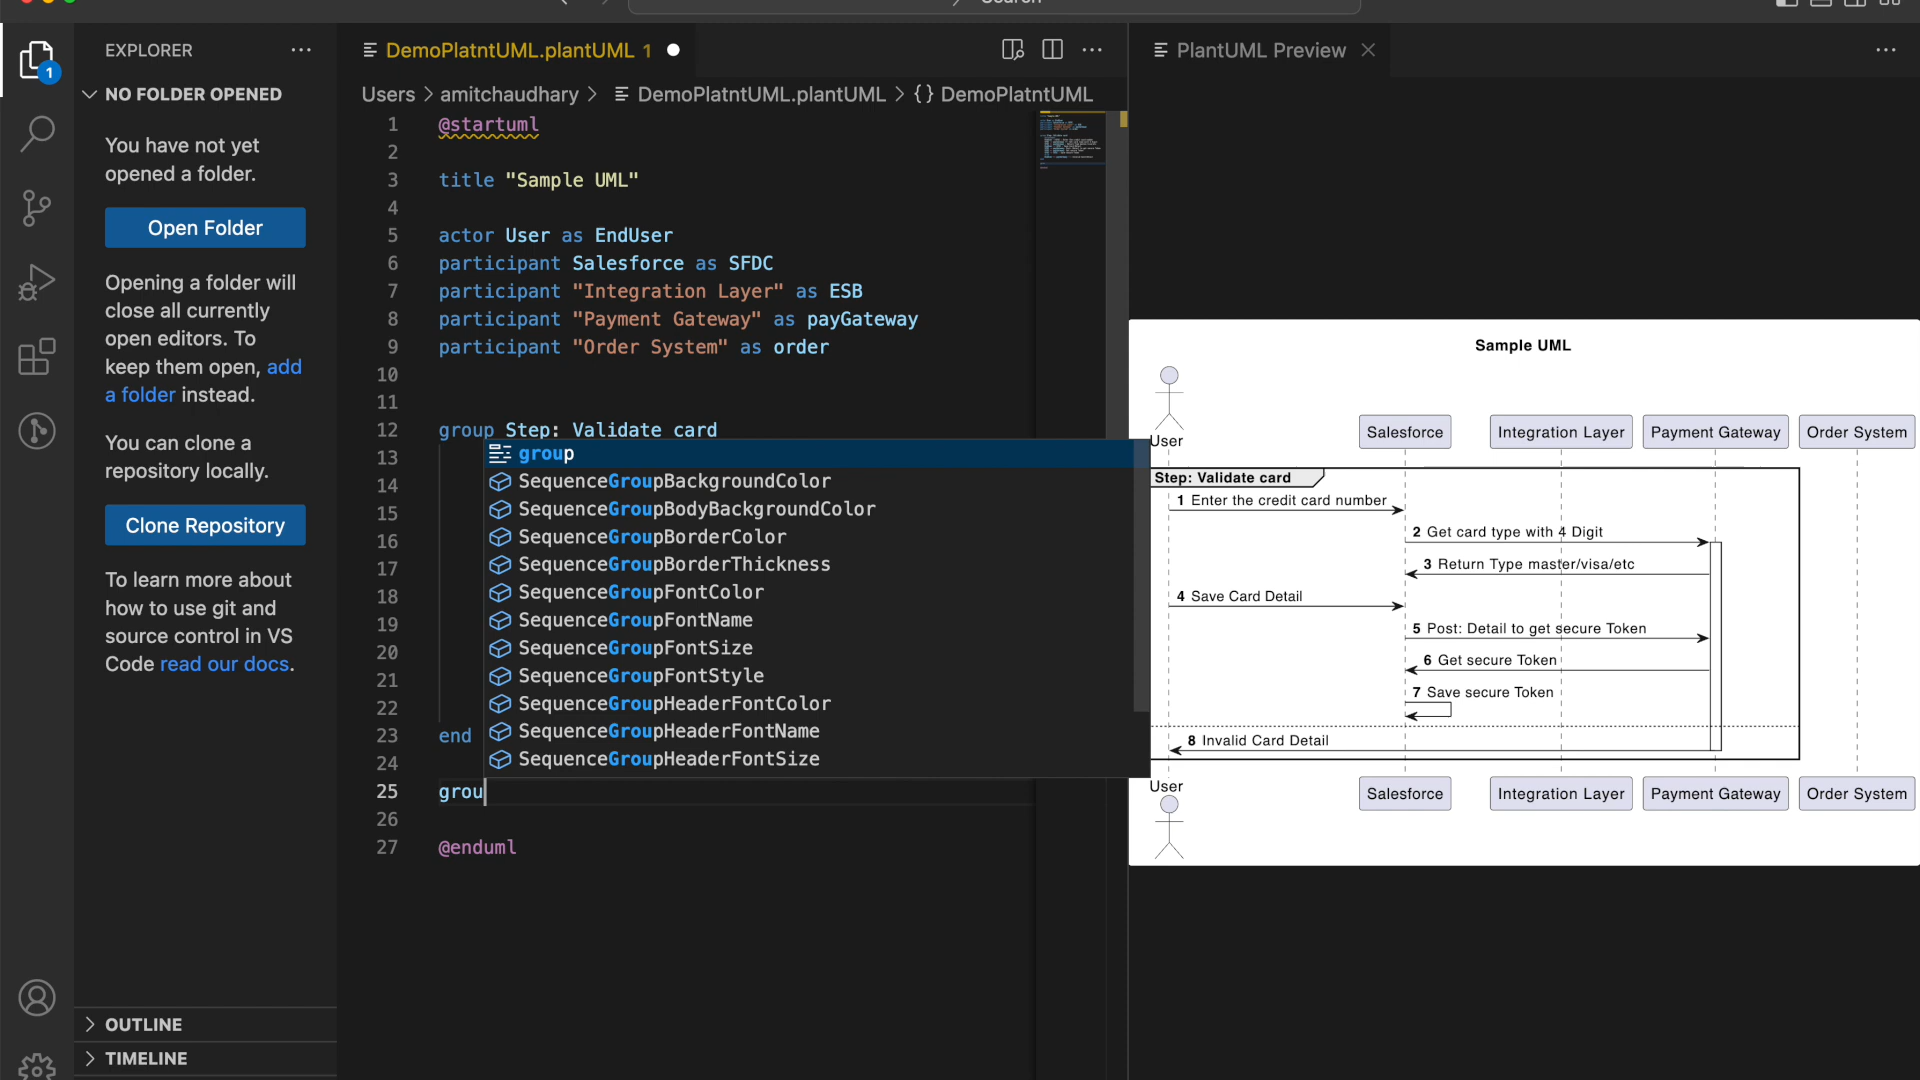 Search
EXPLORER
NO FOLDER OPENED
You have not yet
opened a folder.
Open Folder
Opening a folder will
close all currently
open editors. To
keep them open, add
a folder instead.
You can clone a
repository locally.
Clone Repository
To learn more about
how to use git and
source control in VS
Code read our docs.
OUTLINE
TIMELINE
1
DemoPlatntUML.plantUML 1
Users > amitchaudhary > DemoPlatntUML.plantUML > {} DemoPlatntUML
1 @startuml
2
3 title "Sample UML"
4
5 actor User as EndUser
6 participant Salesforce as SFDC
7 participant "Integration Layer" as ESB
8 participant "Payment Gateway" as payGateway
9 participant "Order System" as order
10
11
12 group Step: Validate card
13
14
15
16
17
18
19
20
21
22
23 end
24
25 grou
26
27 @enduml
group
SequenceGroupBackgroundColor
SequenceGroupBodyBackgroundColor
SequenceGroupBorderColor
SequenceGroupBorderThickness
SequenceGroupFontColor
SequenceGroupFontName
SequenceGroupFontSize
SequenceGroupFontStyle
SequenceGroupHeaderFontColor
SequenceGroupHeaderFontName
SequenceGroupHeaderFontSize
PlantUML Preview
Sample UML
User
Salesforce
Integration Layer
Payment Gateway
Order System
Step: Validate card
1 Enter the credit card number
2 Get card type with 4 Digit
3 Return Type master/visa/etc
4 Save Card Detail
5 Post: Detail to get secure Token
6 Get secure Token
7 Save secure Token
8 Invalid Card Detail
User
Salesforce
Integration Layer
Payment Gateway
Order System